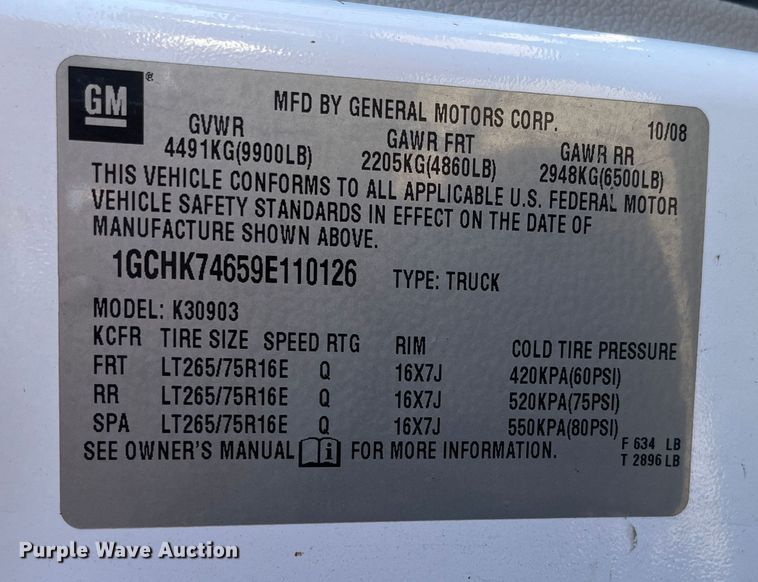 GM ®
MFD BY GENERAL MOTORS CORP. 10/08
GVWR GAWR FRT GAWR RR
4491KG(9900LB) 2205KG(4860LB) 2948KG(6500LB)
THIS VEHICLE CONFORMS TO ALL APPLICABLE U.S. FEDERAL MOTOR
VEHICLE SAFETY STANDARDS IN EFFECT ON THE DATE OF
MANUFACTURE SHOWN ABOVE.
1GCHK74659E110126 TYPE: TRUCK
MODEL: K30903
KCFR TIRE SIZE SPEED RTG RIM COLD TIRE PRESSURE
FRT LT265/75R16E Q 16X7J 420KPA(60PSI)
RR LT265/75R16E Q 16X7J 520KPA(75PSI)
SPA LT265/75R16E Q 16X7J 550KPA(80PSI)
SEE OWNER'S MANUAL i FOR MORE INFORMATION.
F 634 LB
T 2896 LB
Purple Wave Auction